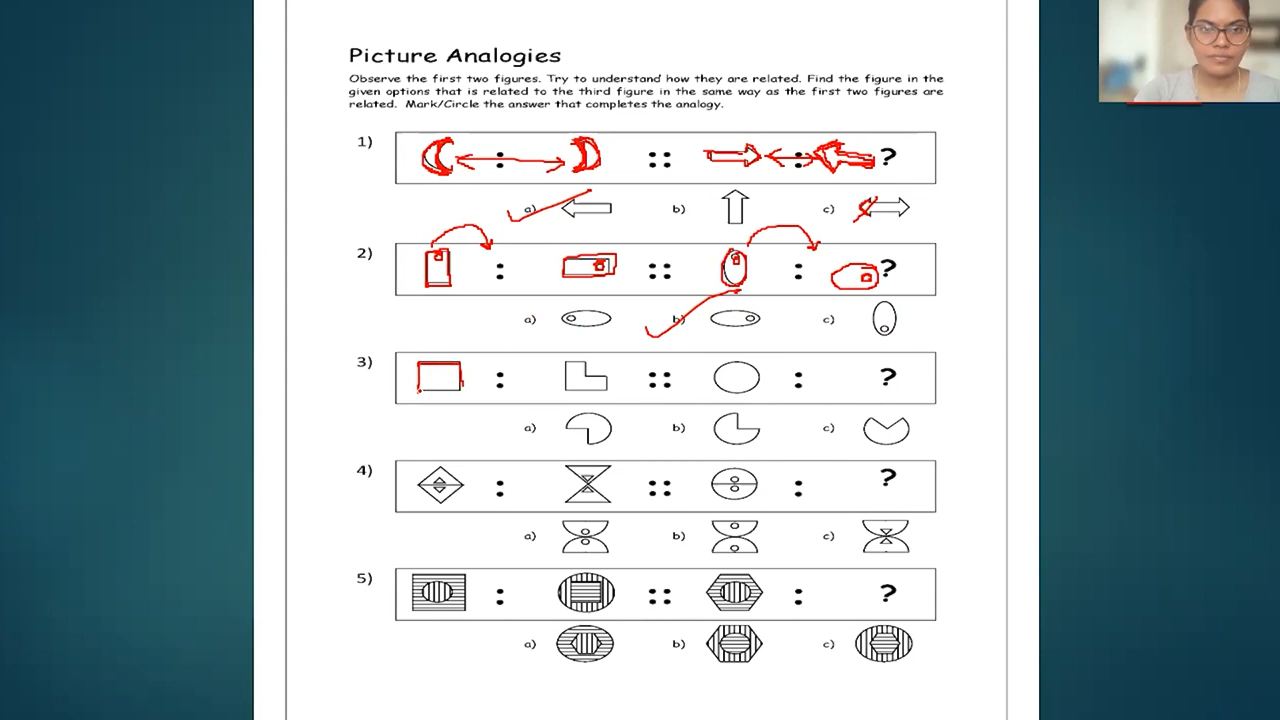 Picture Analogies
Observe the first two figures. Try to understand how they are related. Find the figure in the
given options that is related to the third figure in the same way as the first two figures are
related. Mark/Circle the answer that completes the analogy.
1) : :: : ?
a) b) c)
2) : :: : ?
a) b) c)
3) : :: : ?
a) b) c)
4) : :: : ?
a) b) c)
5) : :: : ?
a) b) c)